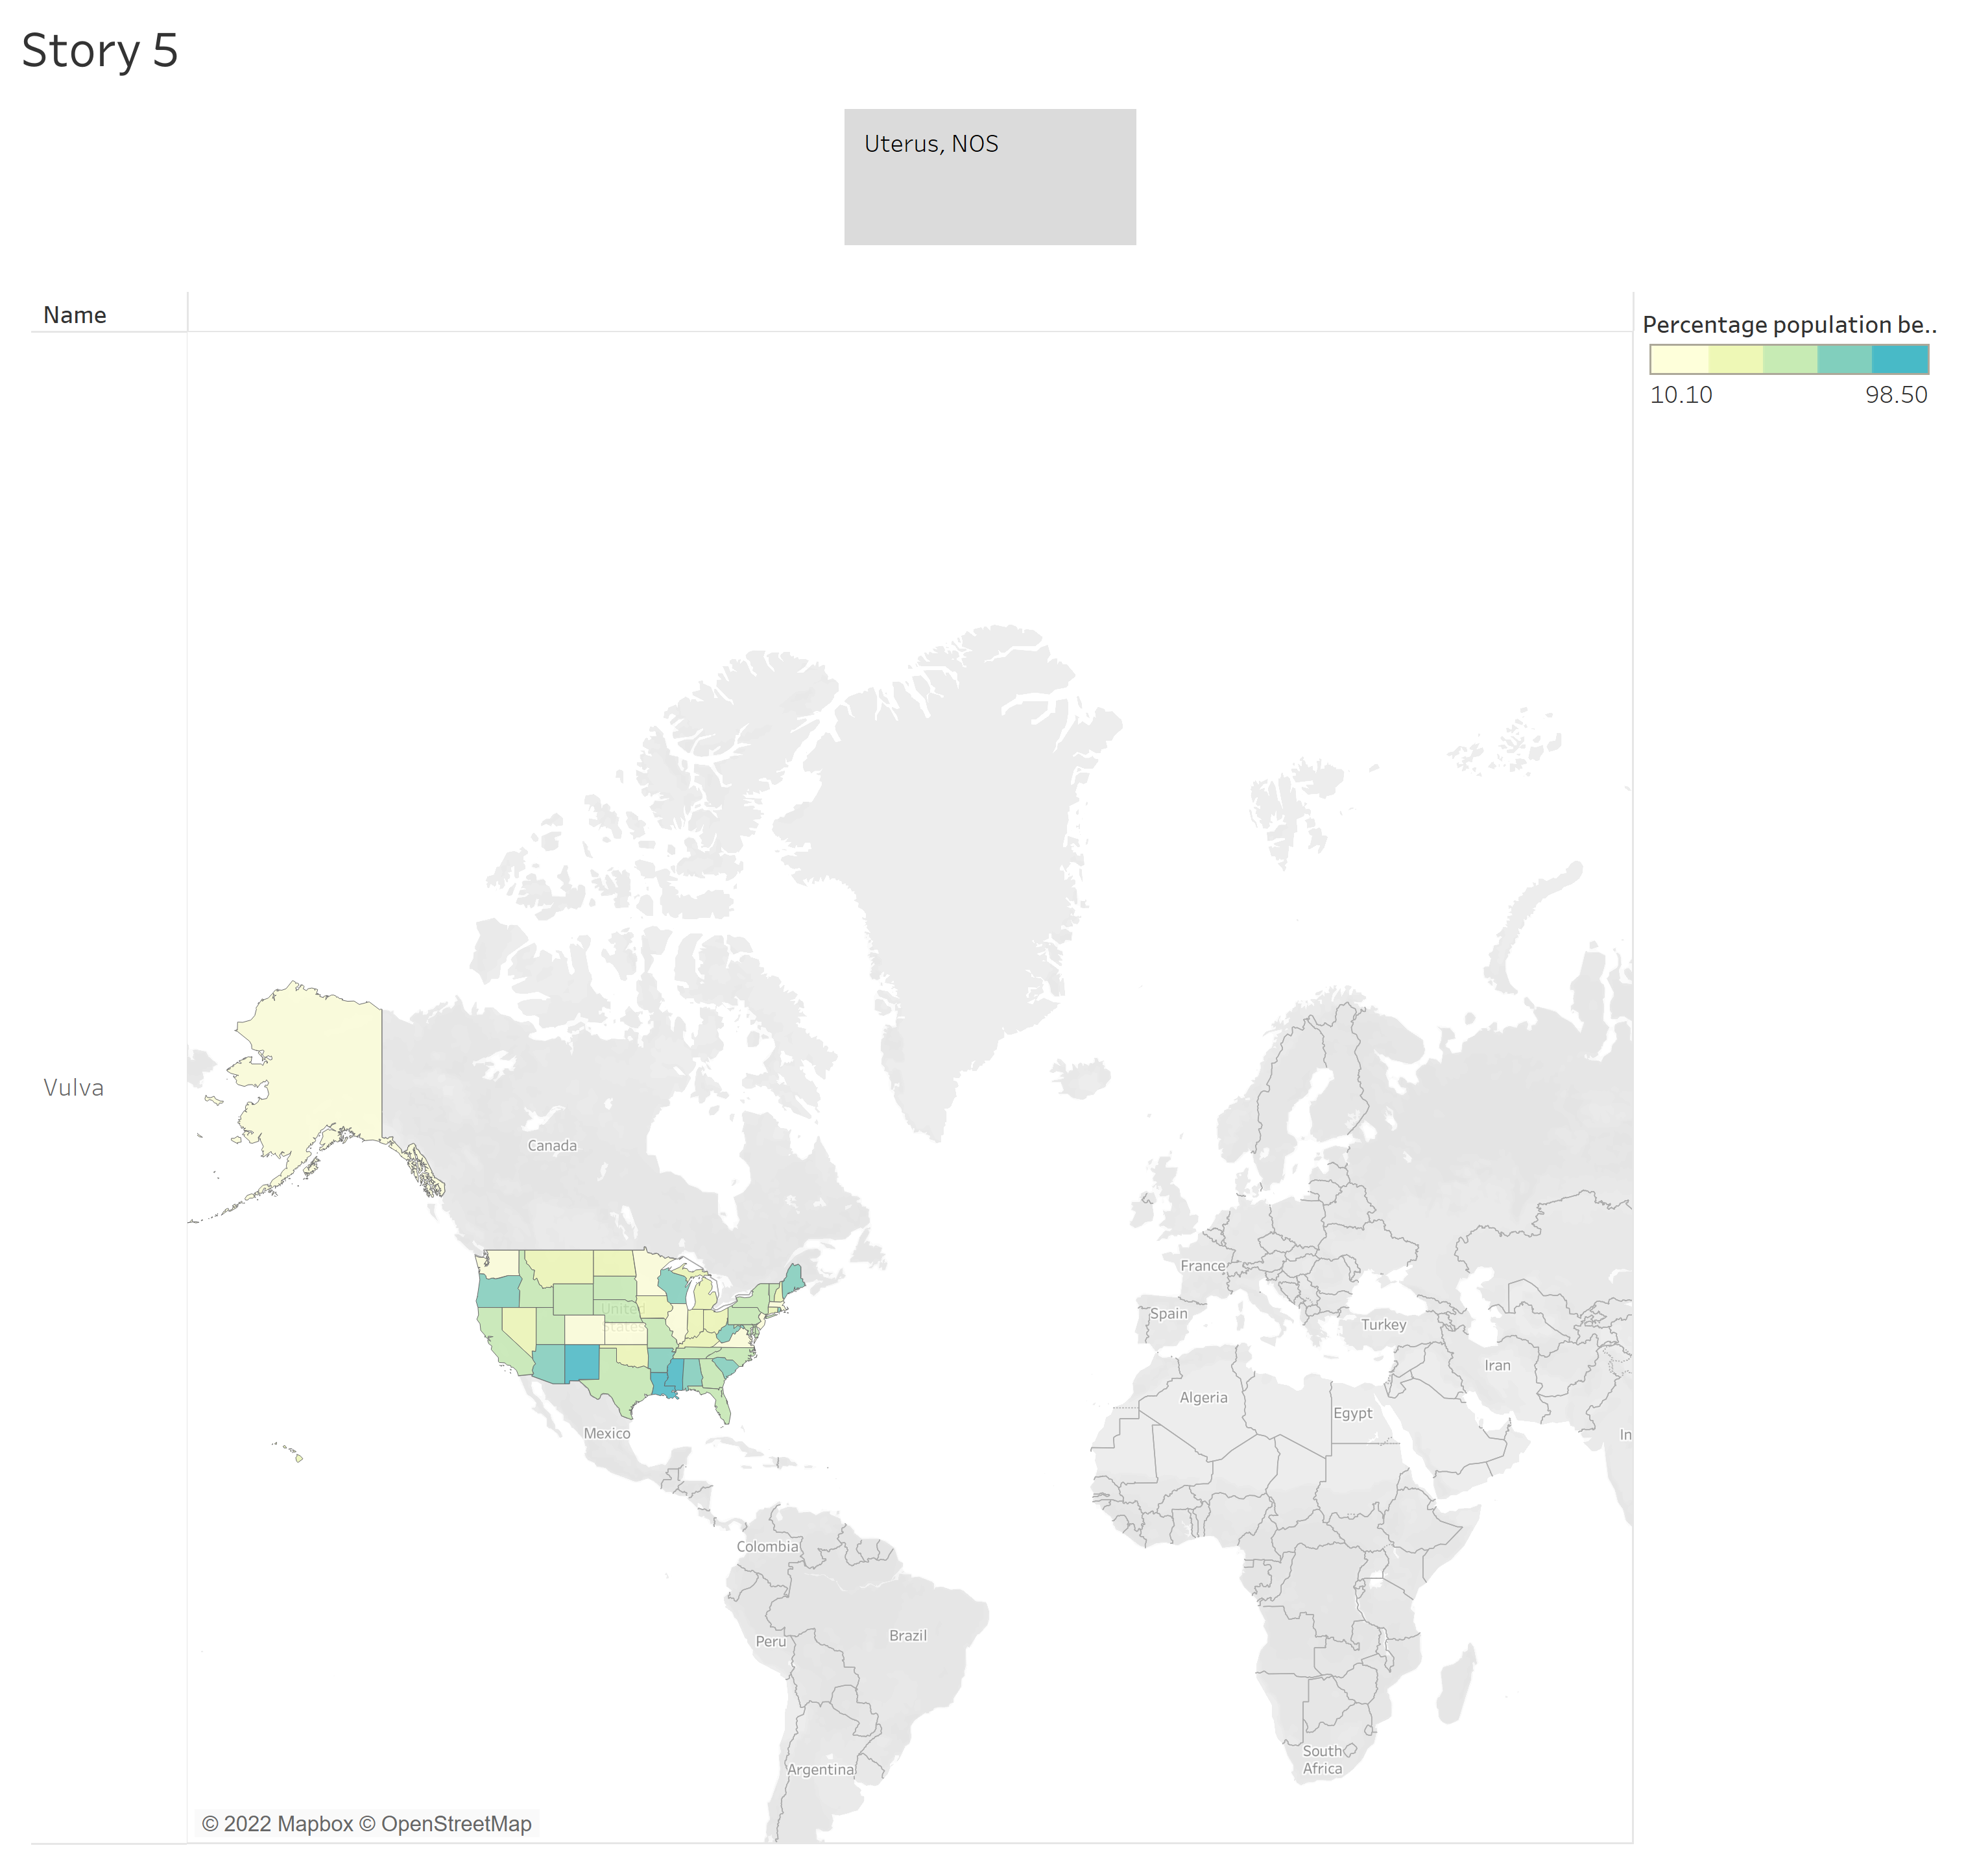 Story 5
Uterus, NOS
Name
Percentage population be..
10.10 98.50
Vulva
Canada
United
States
France
Spain
Turkey
Iran
Algeria
Egypt
Mexico
In
Colombia
Brazil
Peru
South
Africa
Argentina
© 2022 Mapbox © OpenStreetMap